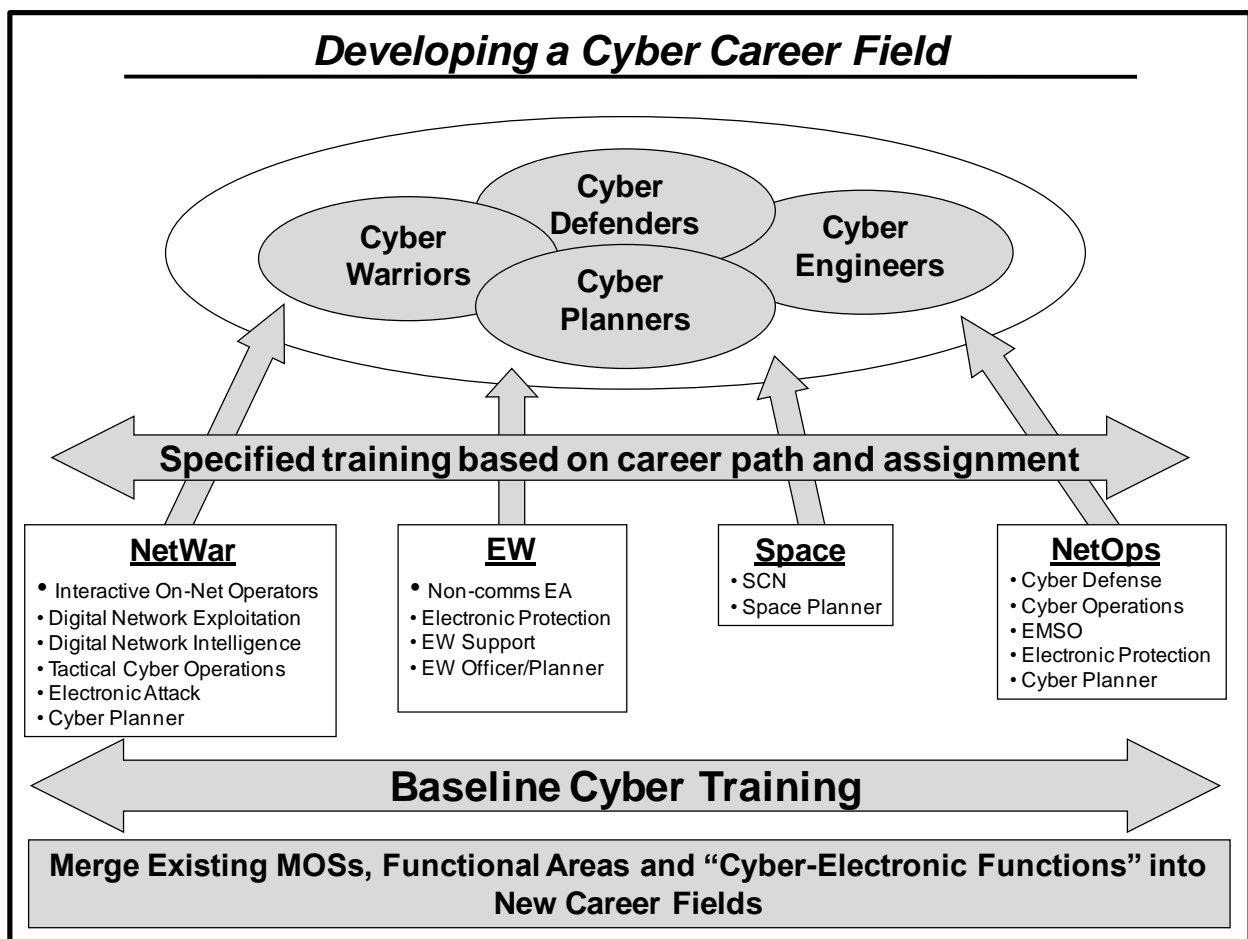 Developing a Cyber Career Field
Cyber
Defenders
Cyber
Warriors
Cyber
Engineers
Cyber
Planners
Specified training based on career path and assignment
NetWar
• Interactive On-Net Operators
• Digital Network Exploitation
• Digital Network Intelligence
• Tactical Cyber Operations
• Electronic Attack
• Cyber Planner
EW
• Non-comms EA
• Electronic Protection
• EW Support
• EW Officer/Planner
Space
• SCN
• Space Planner
NetOps
• Cyber Defense
• Cyber Operations
• EMSO
• Electronic Protection
• Cyber Planner
Baseline Cyber Training
Merge Existing MOSs, Functional Areas and “Cyber-Electronic Functions” into
New Career Fields